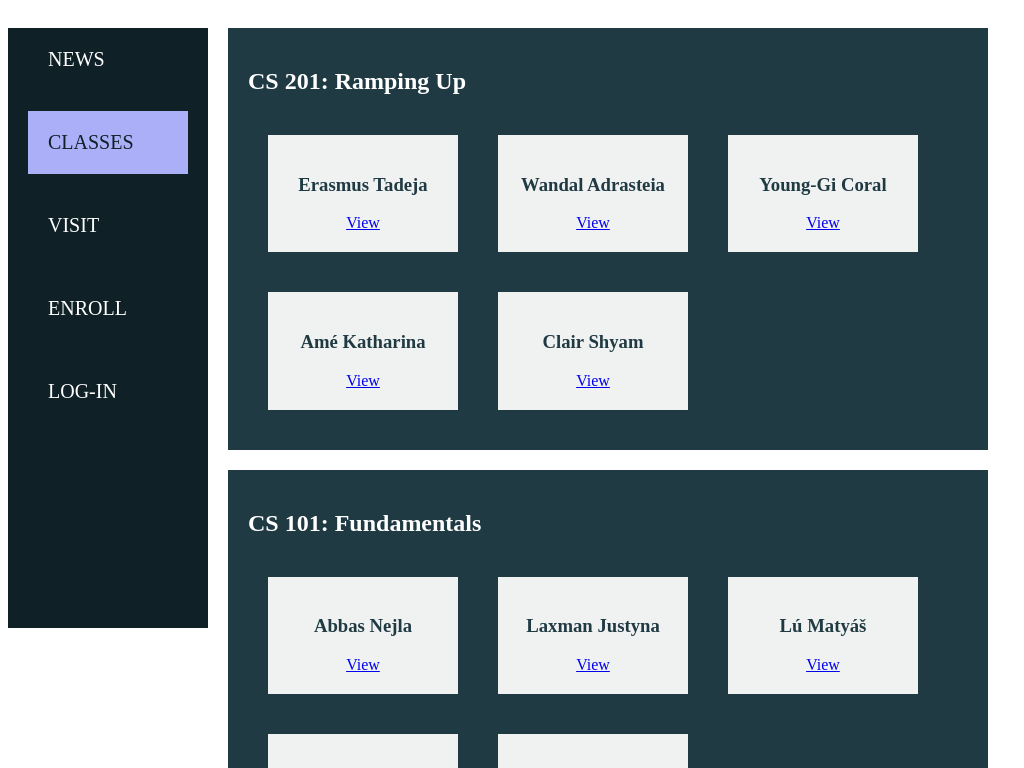 NEWS
CLASSES
VISIT
ENROLL
LOG-IN
CS 201: Ramping Up
Erasmus Tadeja
View
Wandal Adrasteia
View
Young-Gi Coral
View
Amé Katharina
View
Clair Shyam
View
CS 101: Fundamentals
Abbas Nejla
View
Laxman Justyna
View
Lú Matyáš
View